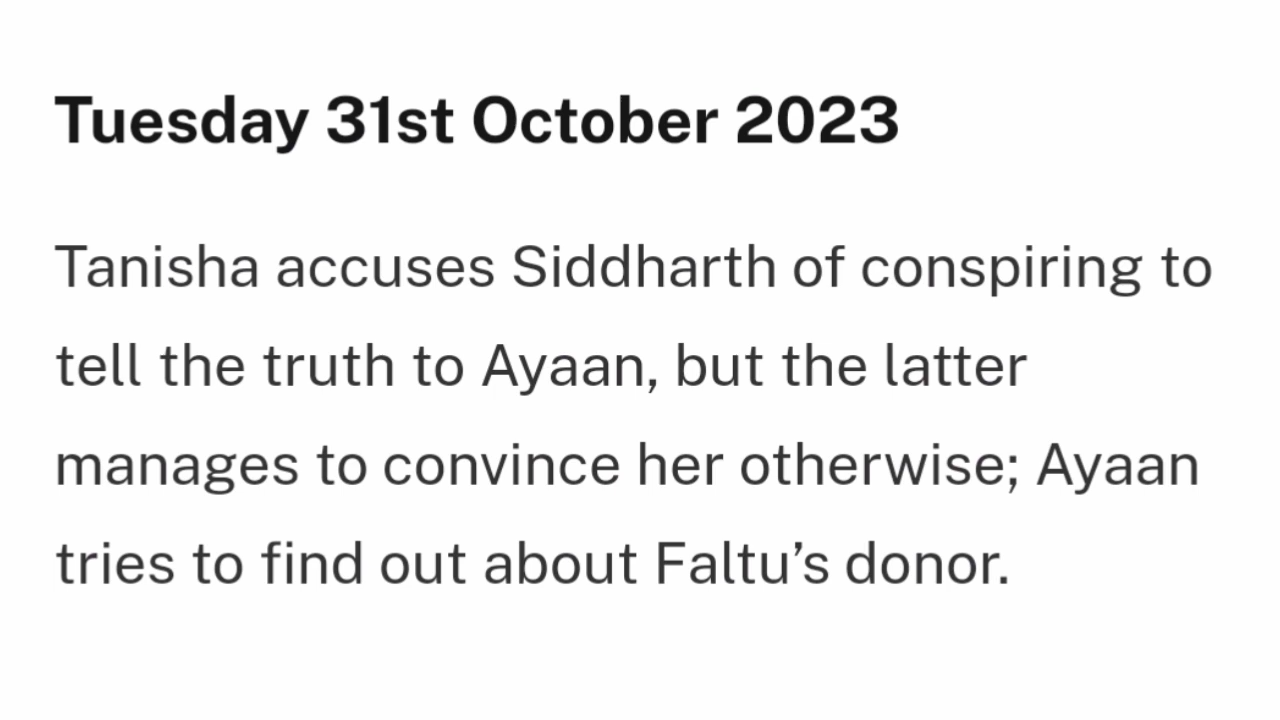 Tuesday 31st October 2023
Tanisha accuses Siddharth of conspiring to
tell the truth to Ayaan, but the latter
manages to convince her otherwise; Ayaan
tries to find out about Faltu’s donor.